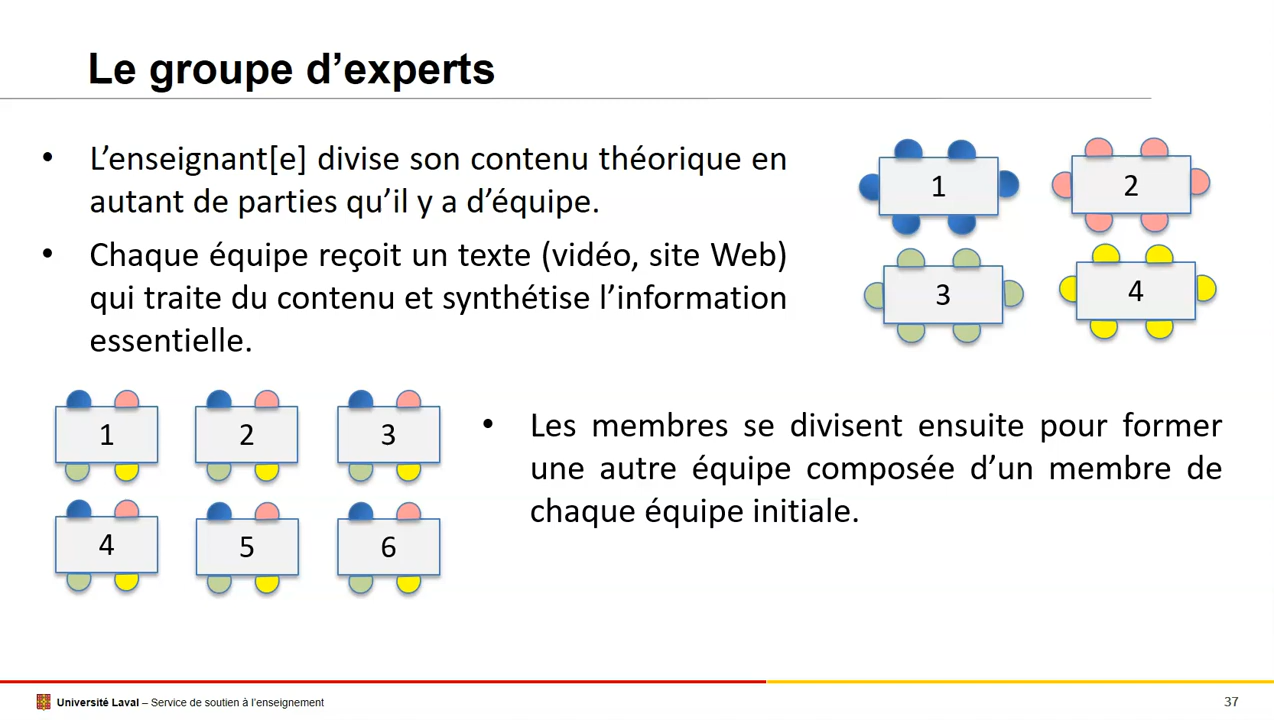 Le groupe d’experts
• L’enseignant[e] divise son contenu théorique en
autant de parties qu’il y a d’équipe.
• Chaque équipe reçoit un texte (vidéo, site Web)
qui traite du contenu et synthétise l’information
essentielle.
1
2
3
4
1
2
3
4
5
6
• Les membres se divisent ensuite pour former
une autre équipe composée d’un membre de
chaque équipe initiale.
Université Laval – Service de soutien à l’enseignement
37